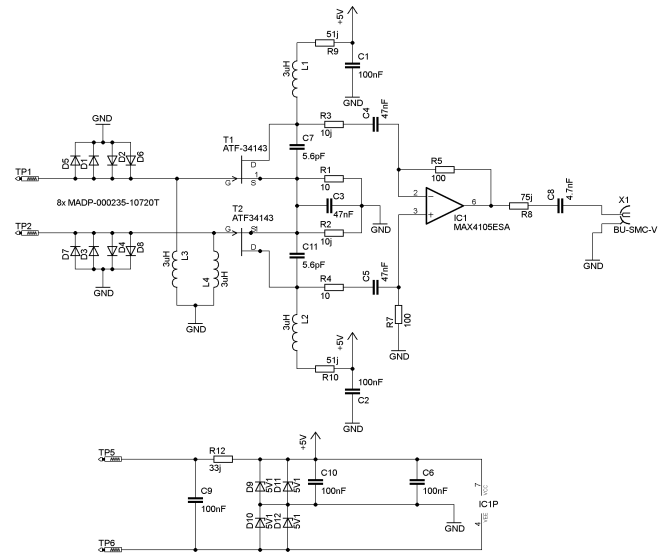 +5V
51j
R9
C1
100nF
3uH
L1
GND
GND
R3
10j
C4
47nF
T1
ATF-34143
D5
D1
D2
D6
C7
5.6pF
R5
100
TP1
D
G
S
1
R1
10
2
6
75j
R8
C8
4.7nF
X1
8x MADP-000235-10720T
C3
47nF
3
IC1
MAX4105ESA
BU-SMC-V
T2
ATF34143
GND
TP2
G
S2
R2
10j
D
D7
D3
D4
D8
C11
5.6pF
GND
3uH
L3
L4
3uH
C5
47nF
R4
10
GND
GND
R7
100
3uH
L2
+5V
GND
51j
R10
100nF
C2
GND
+5V
TP5
R12
33j
D9
5V1
D11
5V1
C10
100nF
C6
100nF
7
VCC
C9
100nF
IC1P
D10
5V1
D12
5V1
GND
4
VEE
TP6